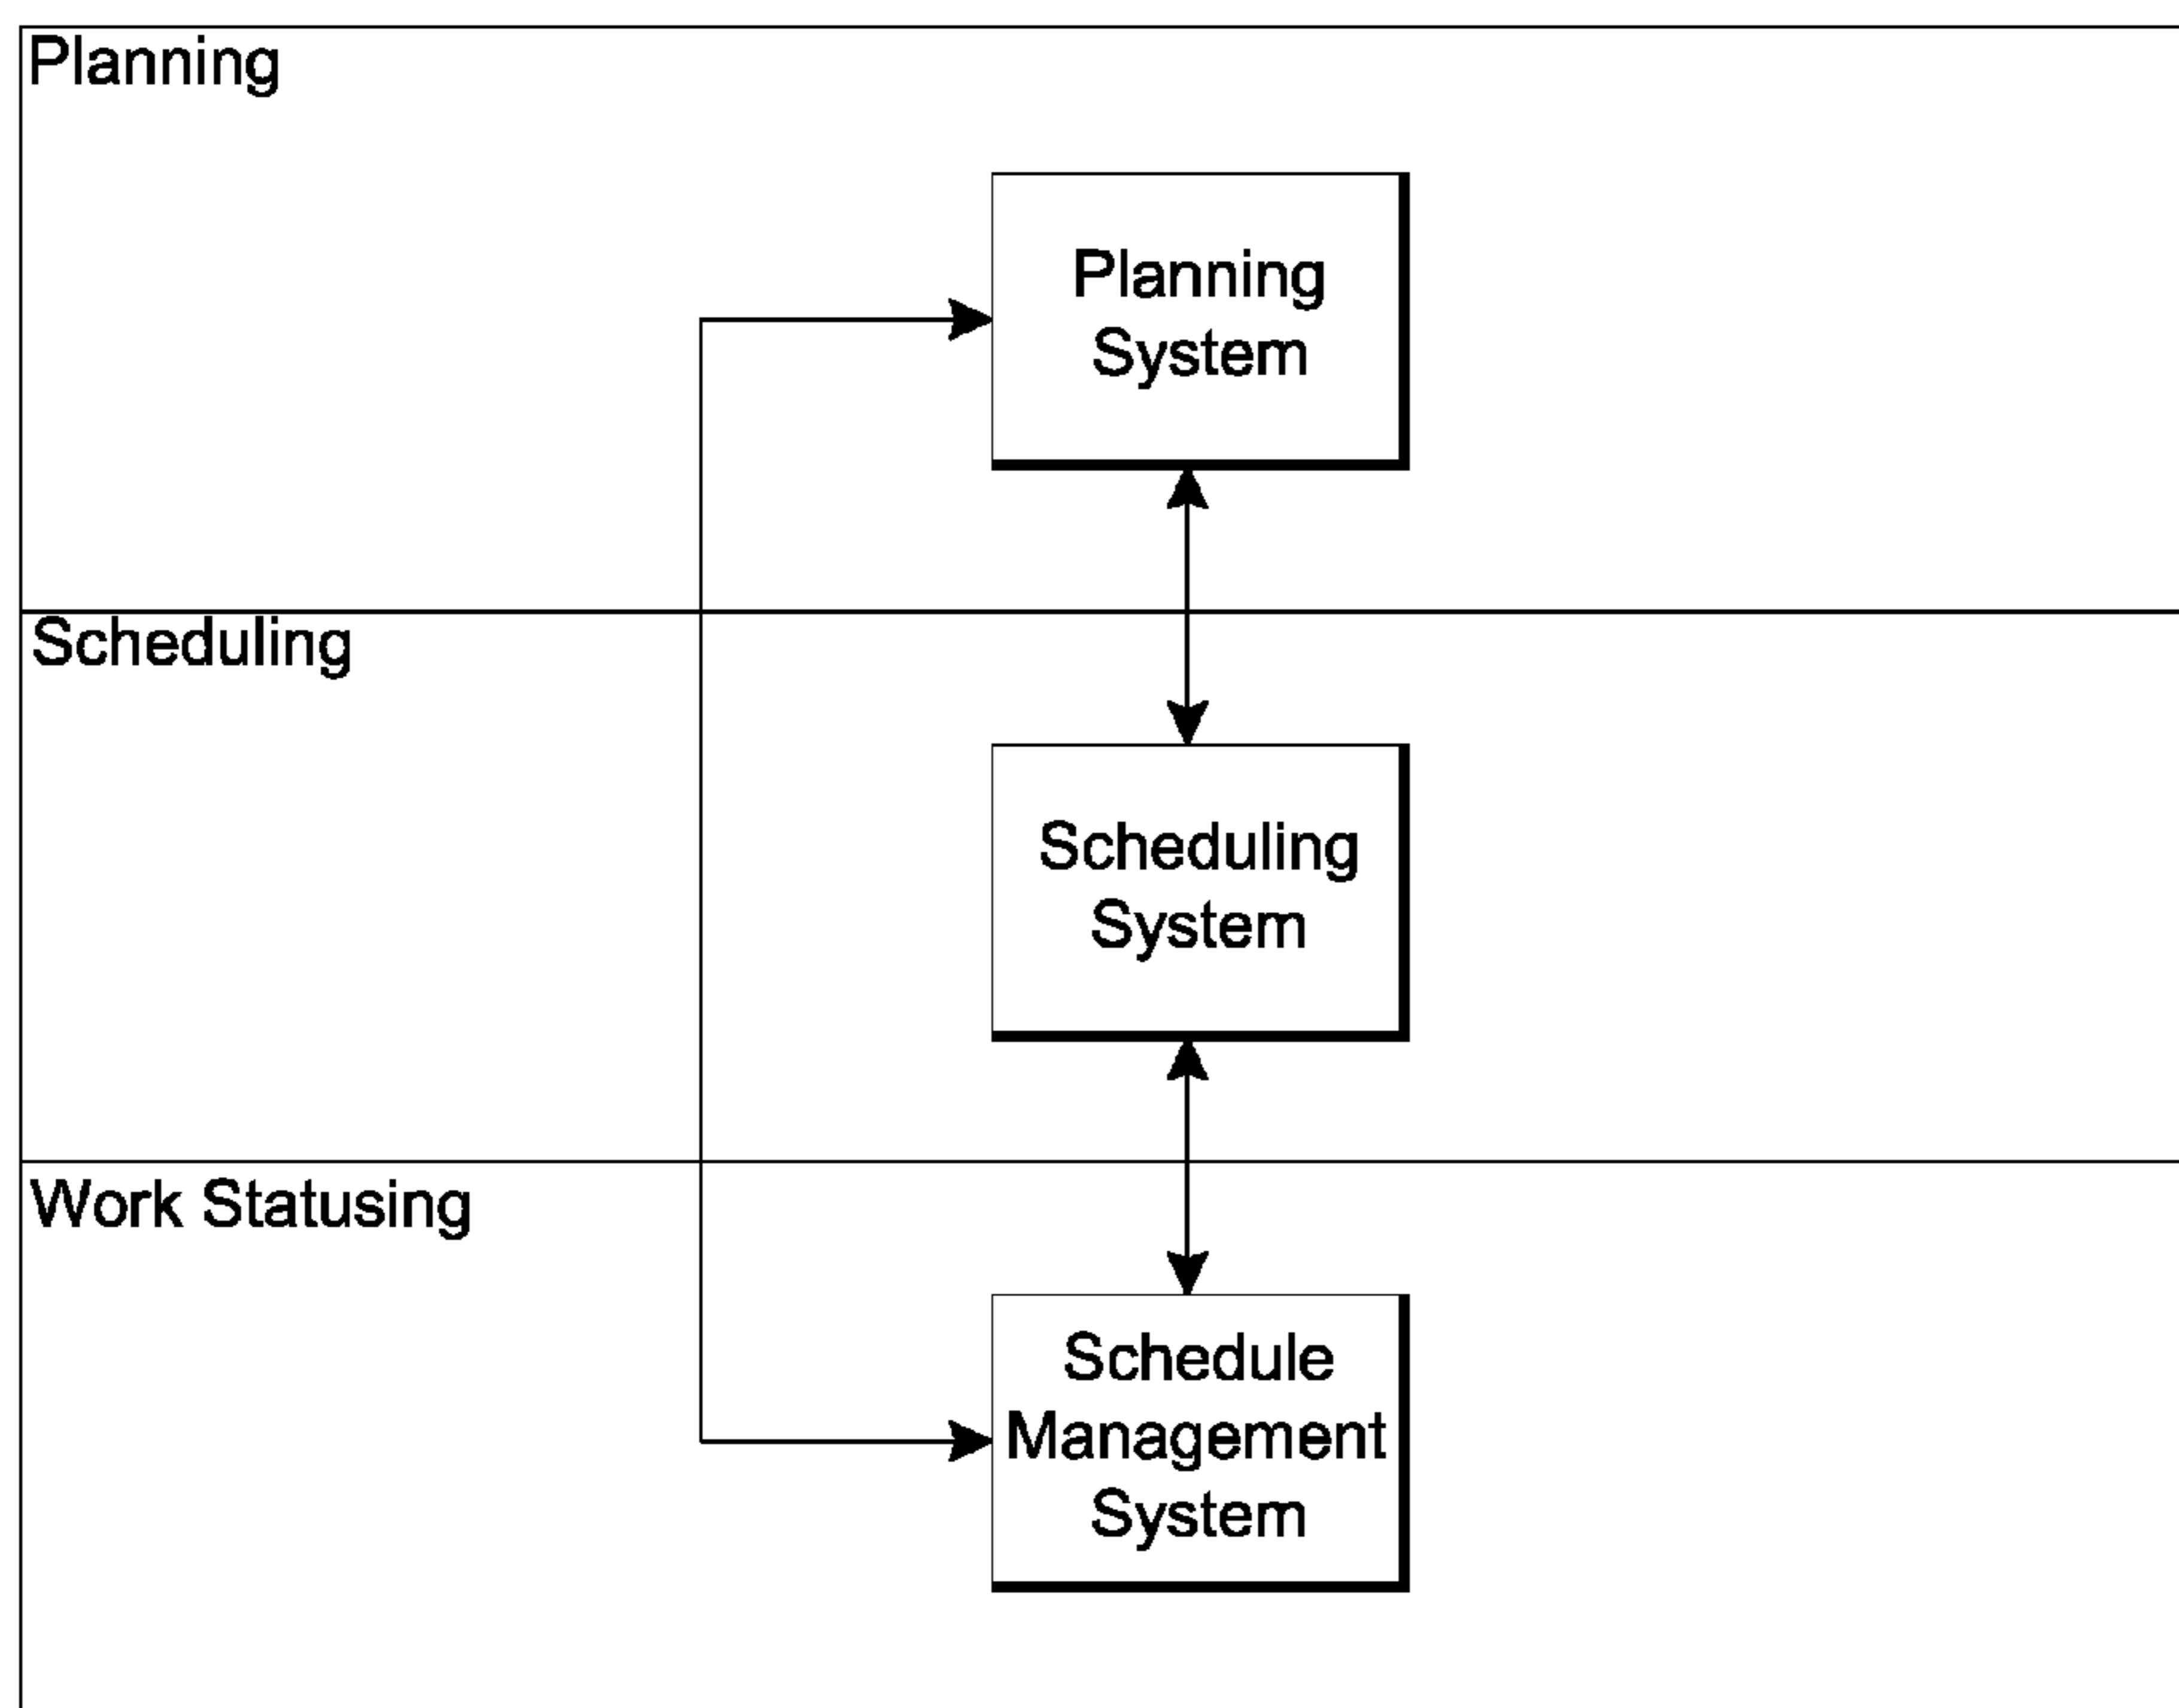 Planning
Planning
System
Scheduling
Scheduling
System
Work Statusing
Schedule
Management
System